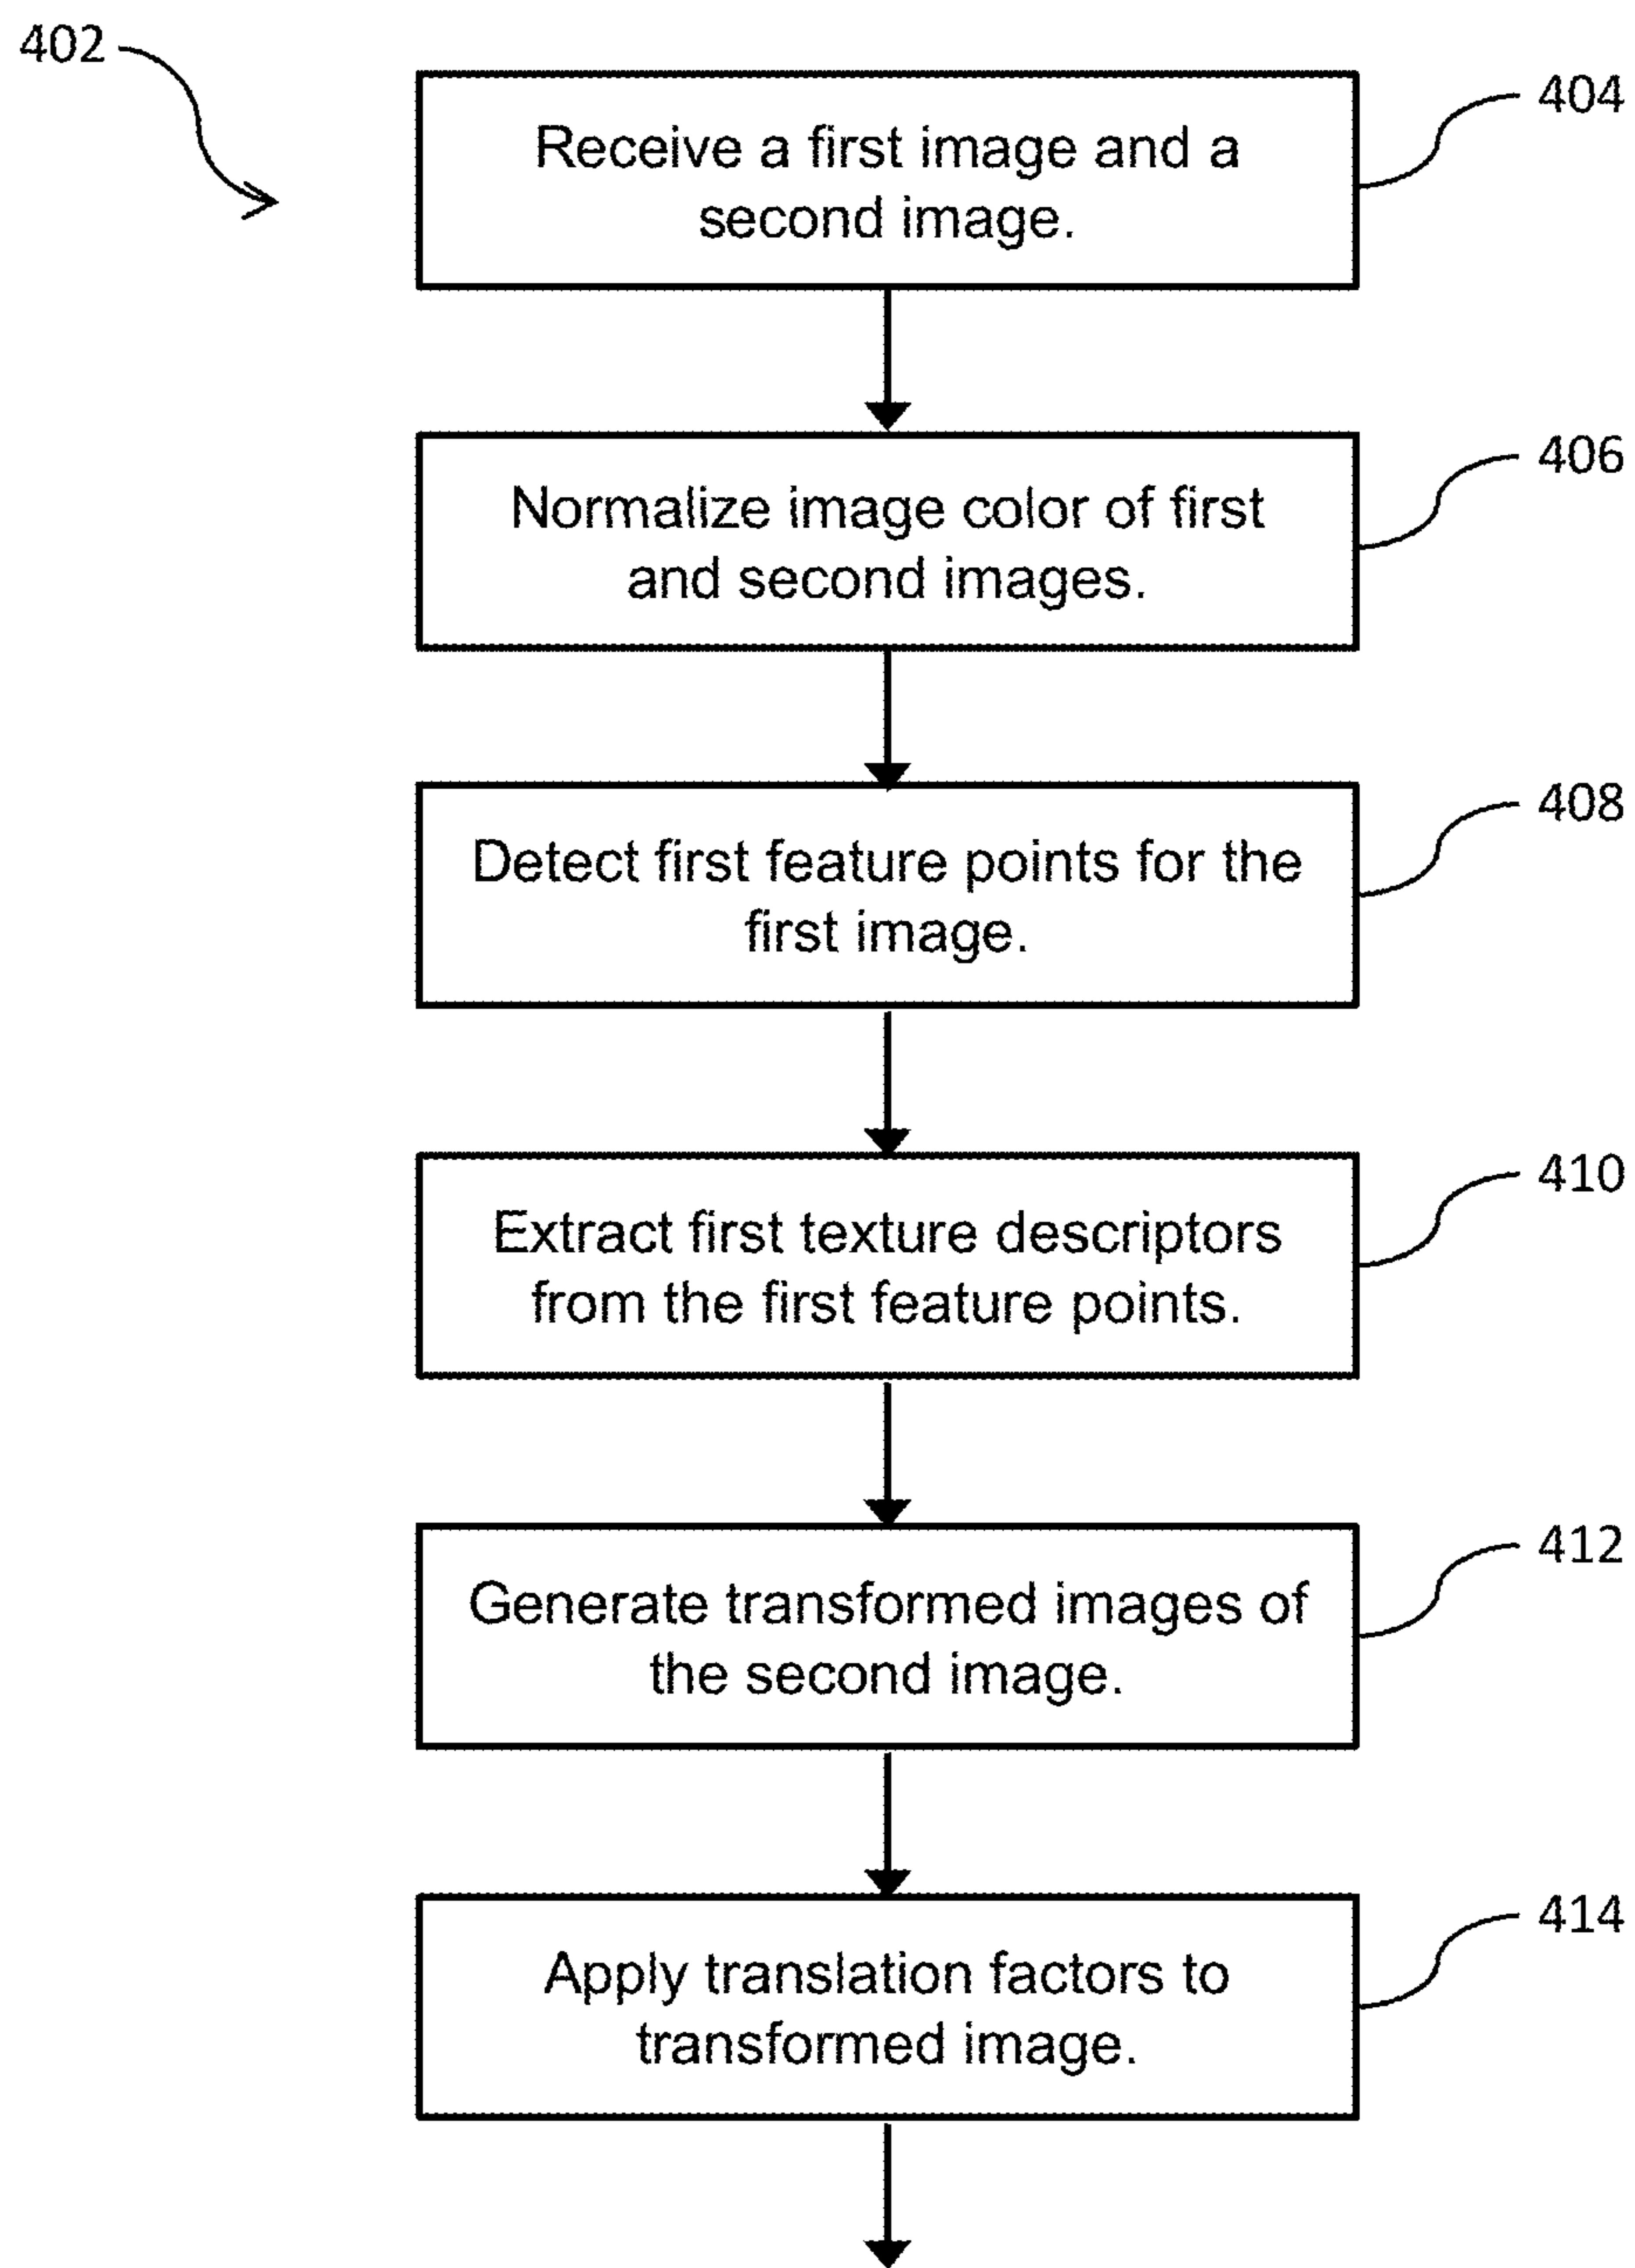 402
404
Receive a first image and a
second image.
406
Normalize image color of first
and second images.
408
Detect first feature points for the
first image.
410
Extract first texture descriptors
from the first feature points.
412
Generate transformed images of
the second image.
414
Apply translation factors to
transformed image.